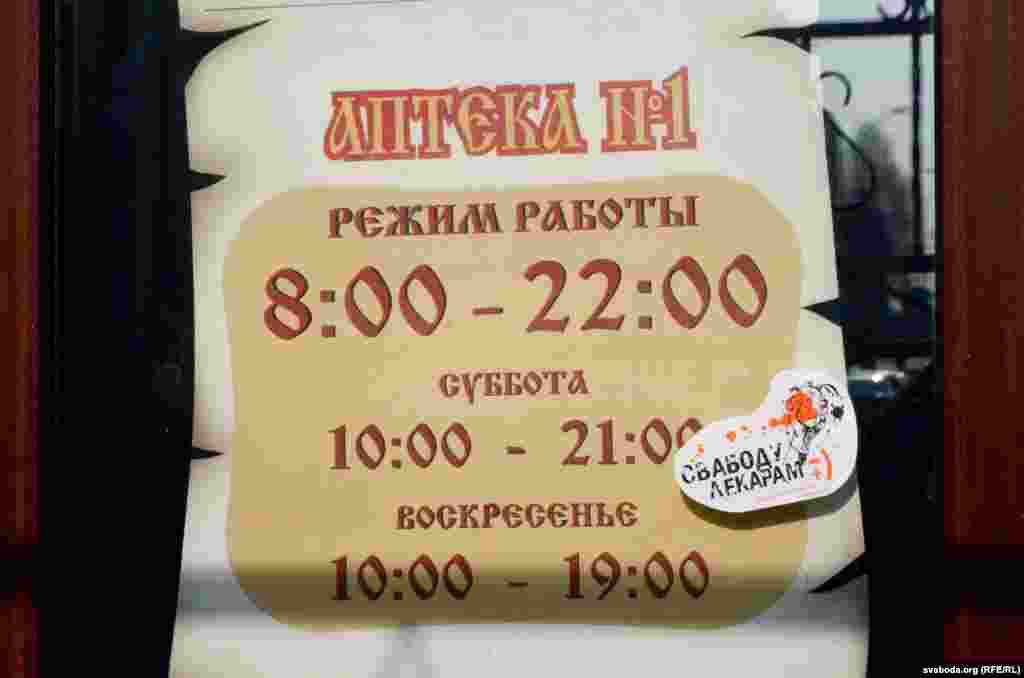 АПТЕКА №1
РЕЖИМ РАБОТЫ
8:00 - 22:00
СУББОТА
10:00 - 21:00
ВОСКРЕСЕНЬЕ
10:00 - 19:00
СВАБОДУ
ЛЕКАРАМ =)
svaboda.org (RFE/RL)